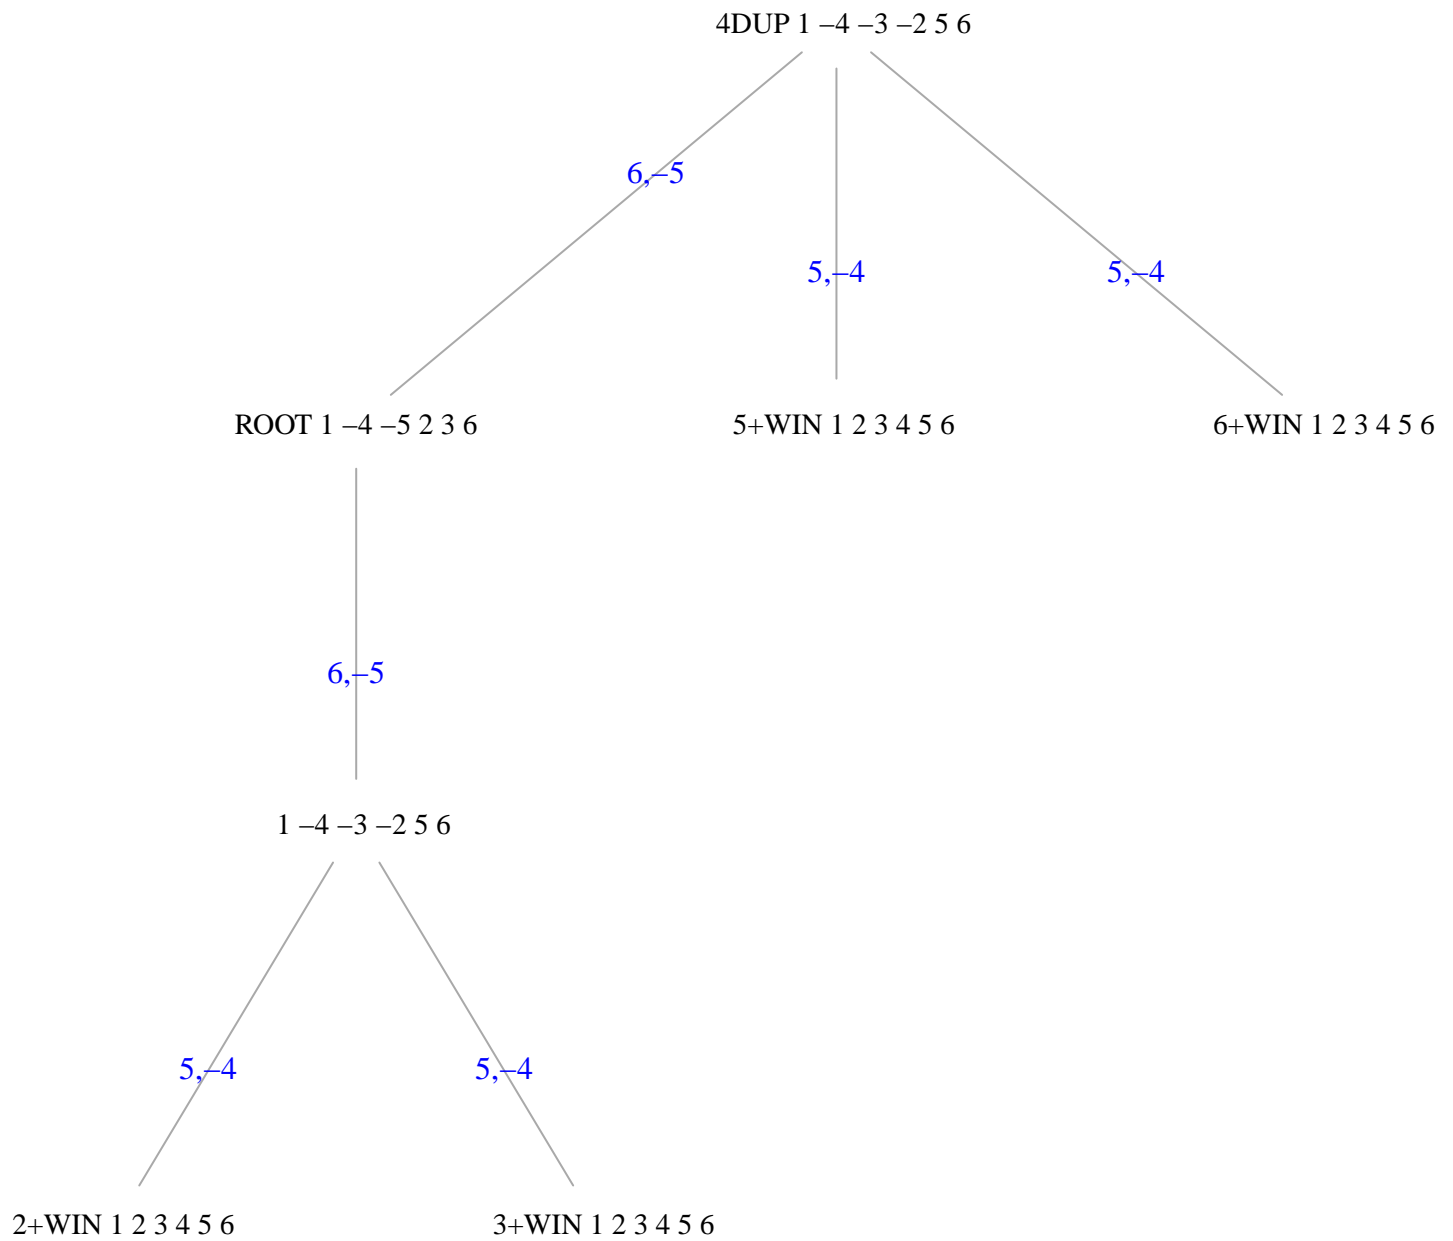 4DUP 1 –4 –3 –2 5 6
6,–5
5,–4
5,–4
ROOT 1 –4 –5 2 3 6
5+WIN 1 2 3 4 5 6
6+WIN 1 2 3 4 5 6
6,–5
1 –4 –3 –2 5 6
5,–4
5,–4
2+WIN 1 2 3 4 5 6
3+WIN 1 2 3 4 5 6